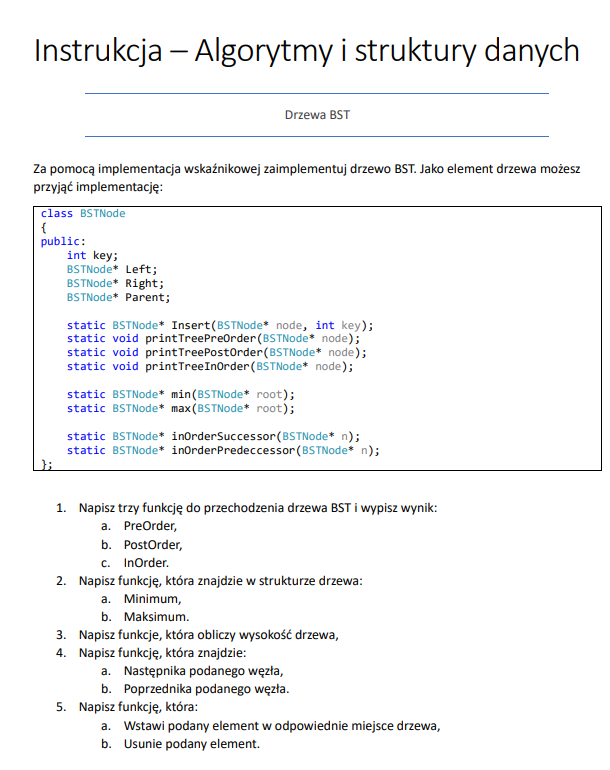 Instrukcja – Algorytmy i struktury danych
Drzewa BST
Za pomocą implementacja wskaźnikowej zaimplementuj drzewo BST. Jako element drzewa możesz
przyjąć implementację:
class BSTNode
{
public:
    int key;
    BSTNode* Left;
    BSTNode* Right;
    BSTNode* Parent;
    static BSTNode* Insert(BSTNode* node, int key);
    static void printTreePreOrder(BSTNode* node);
    static void printTreePostOrder(BSTNode* node);
    static void printTreeInOrder(BSTNode* node);
    static BSTNode* min(BSTNode* root);
    static BSTNode* max(BSTNode* root);
    static BSTNode* inOrderSuccessor(BSTNode* n);
    static BSTNode* inOrderPredeccessor(BSTNode* n);
};
1. Napisz trzy funkcję do przechodzenia drzewa BST i wypisz wynik:
a. PreOrder,
b. PostOrder,
c. InOrder.
2. Napisz funkcję, która znajdzie w strukturze drzewa:
a. Minimum,
b. Maksimum.
3. Napisz funkcje, która obliczy wysokość drzewa,
4. Napisz funkcję, która znajdzie:
a. Następnika podanego węzła,
b. Poprzednika podanego węzła.
5. Napisz funkcję, która:
a. Wstawi podany element w odpowiednie miejsce drzewa,
b. Usunie podany element.